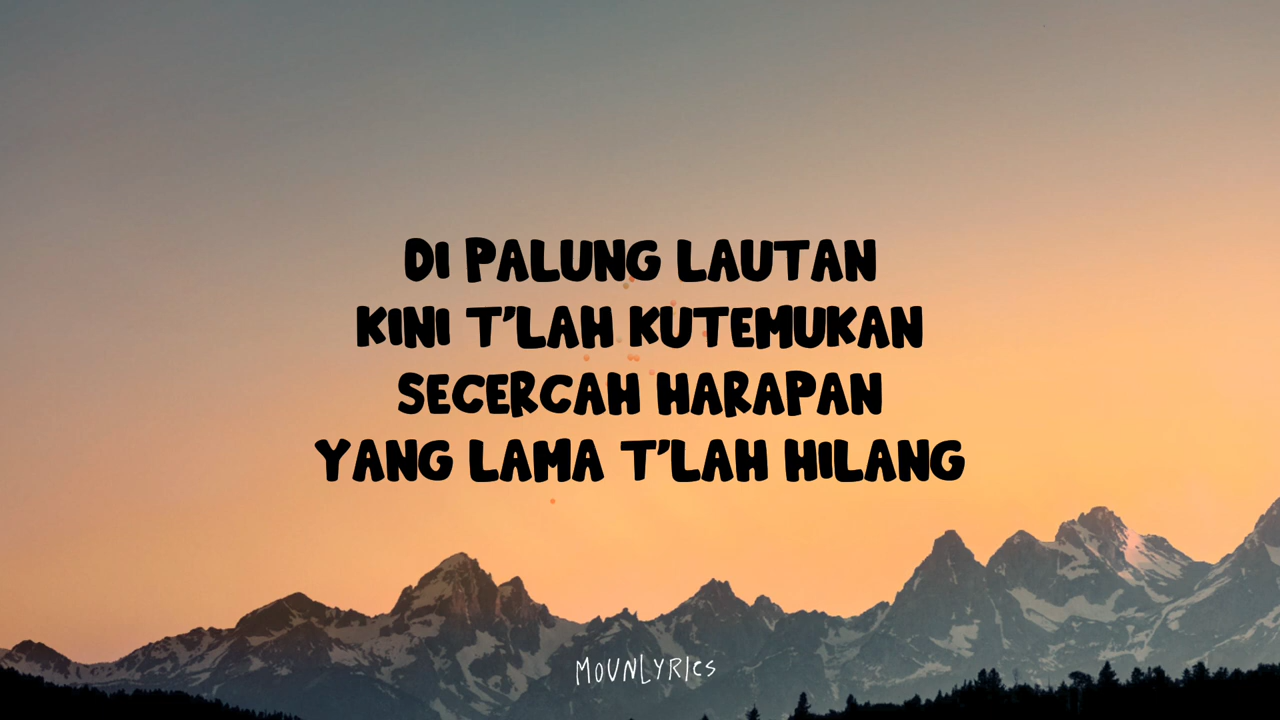 DI PALUNG LAUTAN
KINI T'LAH KUTEMUKAN
SECERCAH HARAPAN
YANG LAMA T'LAH HILANG
MOUNLYRICS